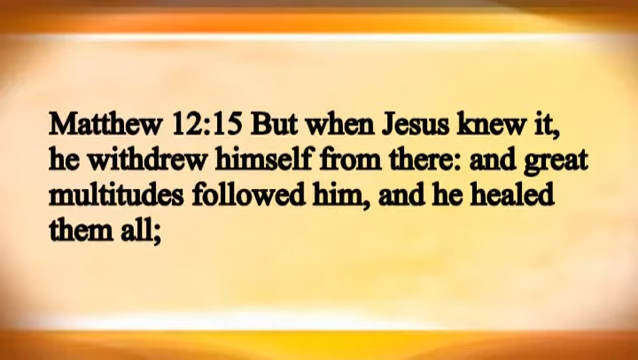 Matthew 12:15 But when Jesus knew it,
he withdrew himself from there: and great
multitudes followed him, and he healed
them all;